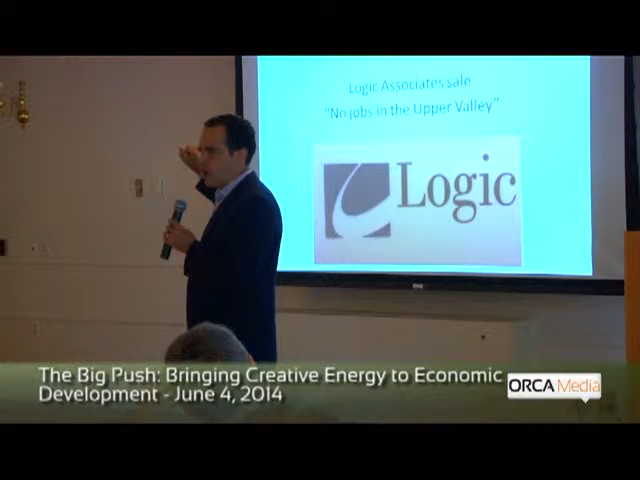 Logic Associates sale
"No jobs in the Upper Valley"
Logic
The Big Push: Bringing Creative Energy to Economic
Development - June 4, 2014
ORCA Media